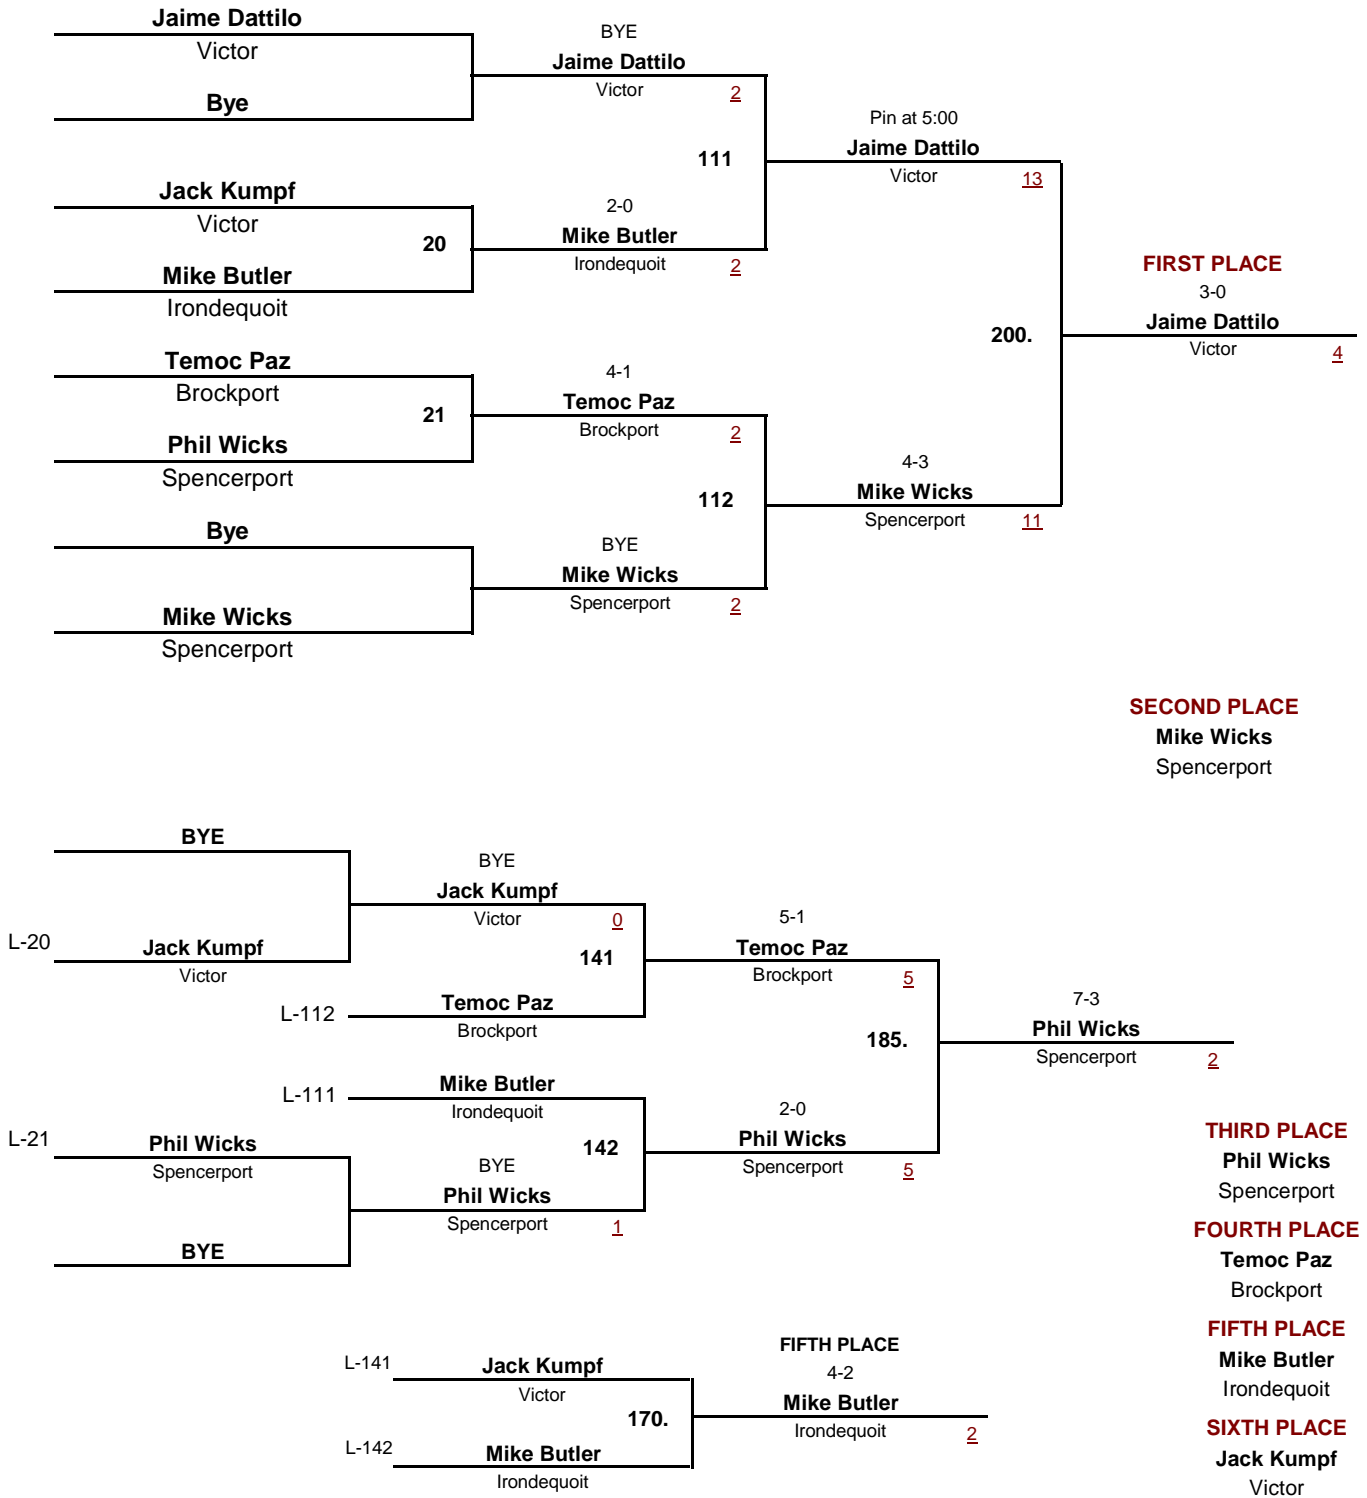 Jaime Dattilo
Victor
Bye
BYE
Jaime Dattilo
Victor 2
111
Pin at 5:00
Jaime Dattilo
Victor 13
Jack Kumpf
Victor
20
Mike Butler
Irondequoit
2-0
Mike Butler
Irondequoit 2
FIRST PLACE
3-0
Jaime Dattilo
Victor 4
200.
Temoc Paz
Brockport
21
Phil Wicks
Spencerport
4-1
Temoc Paz
Brockport 2
112
4-3
Mike Wicks
Spencerport 11
Bye
Mike Wicks
Spencerport
BYE
Mike Wicks
Spencerport 2
SECOND PLACE
Mike Wicks
Spencerport
BYE
L-20 Jack Kumpf
Victor
BYE
Jack Kumpf
Victor 0
141
L-112 Temoc Paz
Brockport
5-1
Temoc Paz
Brockport 5
185.
7-3
Phil Wicks
Spencerport 2
L-111 Mike Butler
Irondequoit
142
L-21 Phil Wicks
Spencerport
BYE
BYE
Phil Wicks
Spencerport 1
2-0
Phil Wicks
Spencerport 5
THIRD PLACE
Phil Wicks
Spencerport
FOURTH PLACE
Temoc Paz
Brockport
FIFTH PLACE
Mike Butler
Irondequoit
SIXTH PLACE
Jack Kumpf
Victor
L-141 Jack Kumpf
Victor
170.
L-142 Mike Butler
Irondequoit
FIFTH PLACE
4-2
Mike Butler
Irondequoit 2